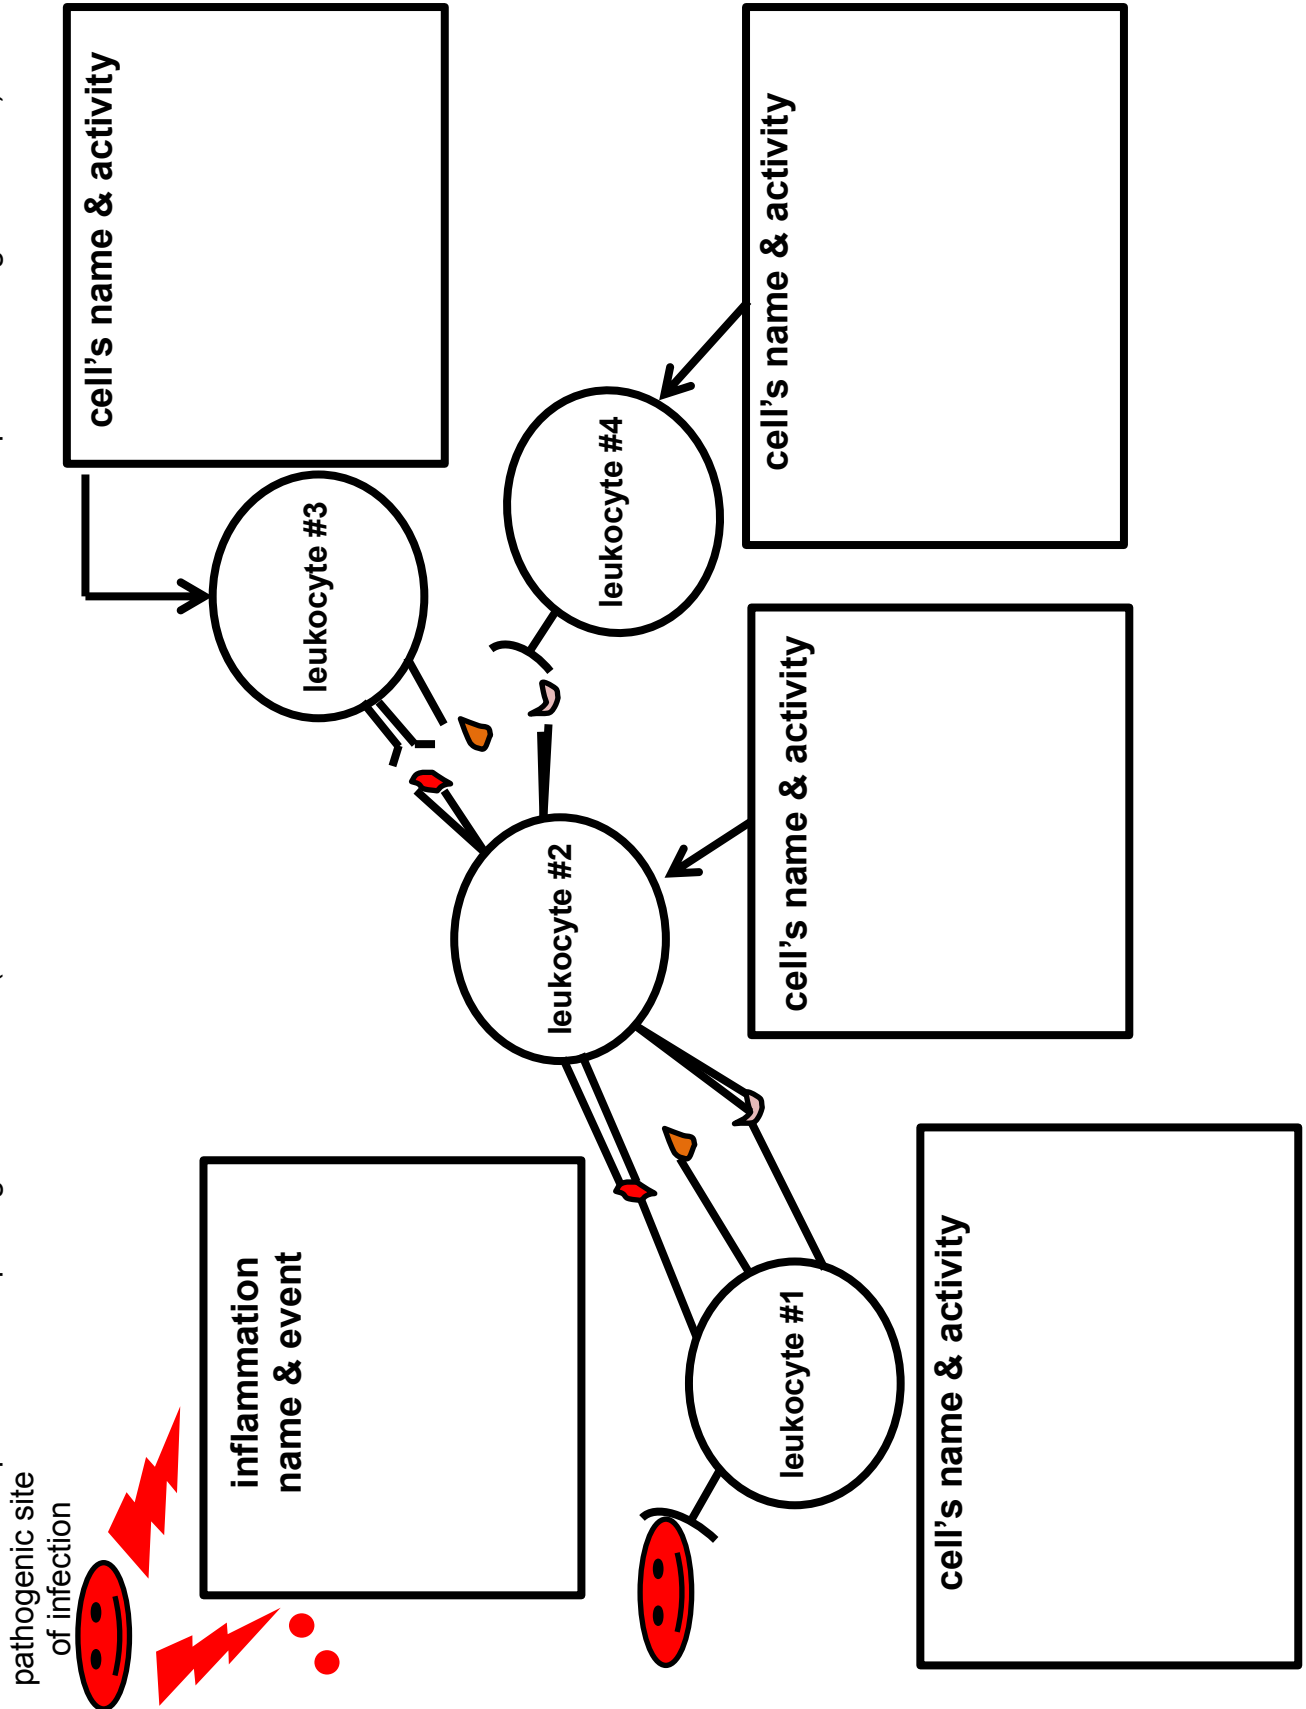 pathogenic site
of infection
inflammation
name & event
cell's name & activity
leukocyte #1
cell's name & activity
leukocyte #2
cell's name & activity
leukocyte #3
cell's name & activity
leukocyte #4